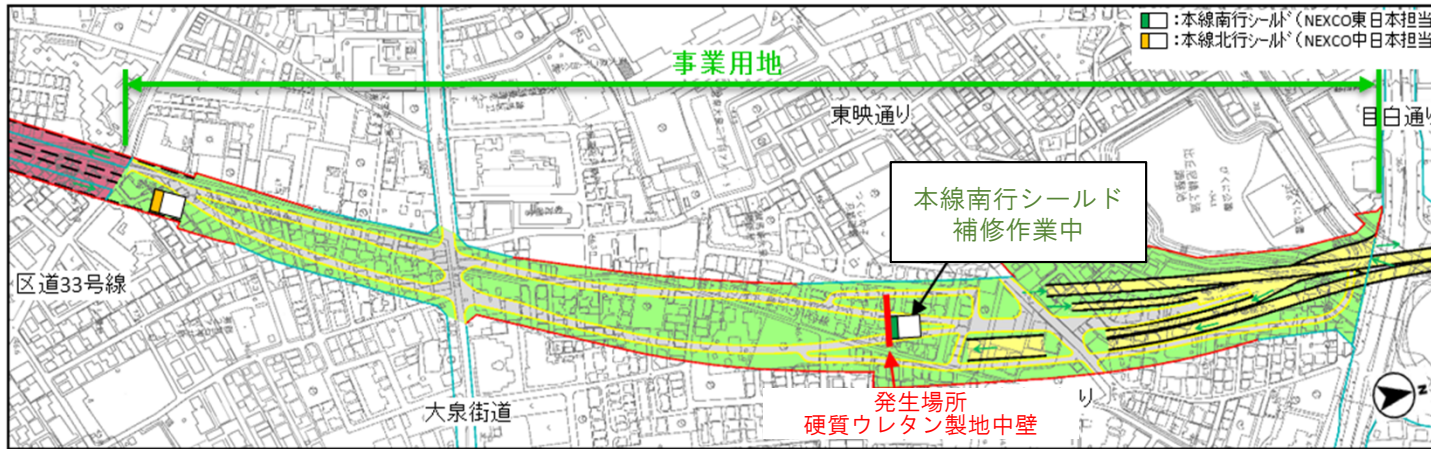 :本線南行シールド(NEXCO東日本担当
:本線北行シールド(NEXCO中日本担当
事業用地
東映通り
目白通り
本線南行シールド
補修作業中
区道33号線
大泉街道
発生場所
硬質ウレタン製地中壁
り
N